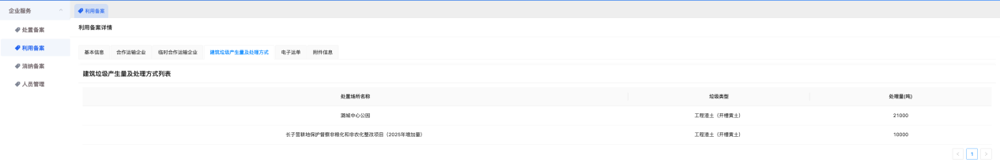 企业服务
利用备案
处置备案
利用备案
消纳备案
人员管理
利用备案详情
基本信息 合作运输企业 临时合作运输企业 建筑垃圾产生量及处理方式 电子运单 附件信息
建筑垃圾产生量及处理方式列表
处置场所名称 垃圾类型 处理量(吨)
潞城中心公园 工程渣土（开槽黄土） 21000
长子营耕地保护督察非粮化和非农化整改项目（2025年增加量） 工程渣土（开槽黄土） 10000
< 1 >